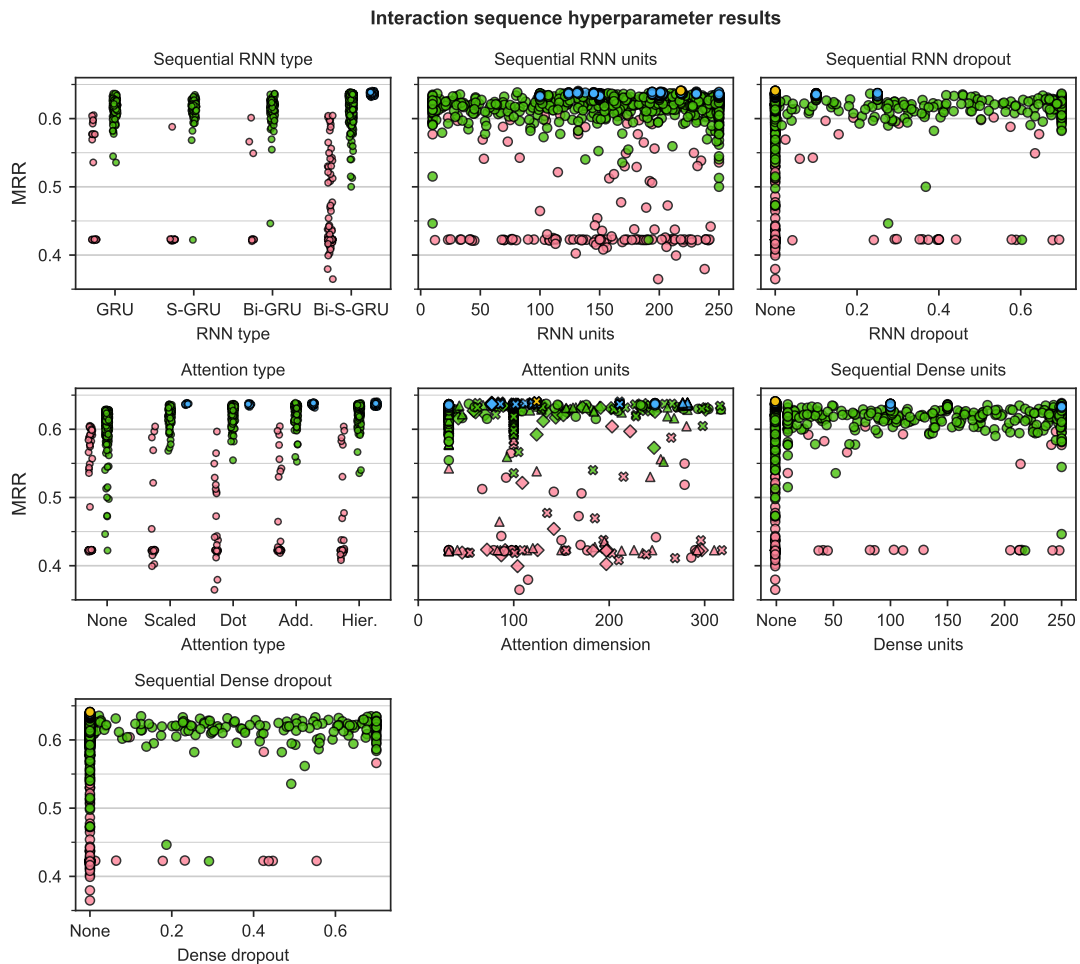 Interaction sequence hyperparameter results
Sequential RNN type
Sequential RNN units
Sequential RNN dropout
MRR
0.6
0.5
0.4
GRU S-GRU Bi-GRU Bi-S-GRU
0 50 100 150 200 250
None 0.2 0.4 0.6
RNN type
RNN units
RNN dropout
Attention type
Attention units
Sequential Dense units
MRR
0.6
0.5
0.4
None Scaled Dot Add. Hier.
0 100 200 300
None 50 100 150 200 250
Attention type
Attention dimension
Dense units
Sequential Dense dropout
0.6
0.5
0.4
None 0.2 0.4 0.6
Dense dropout